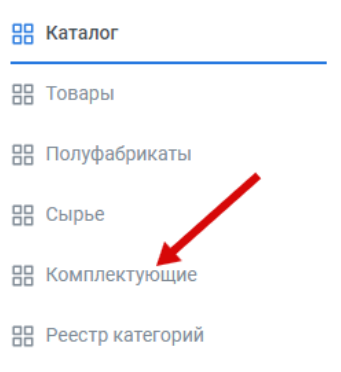 Каталог
Товары
Полуфабрикаты
Сырье
Комплектующие
Реестр категорий